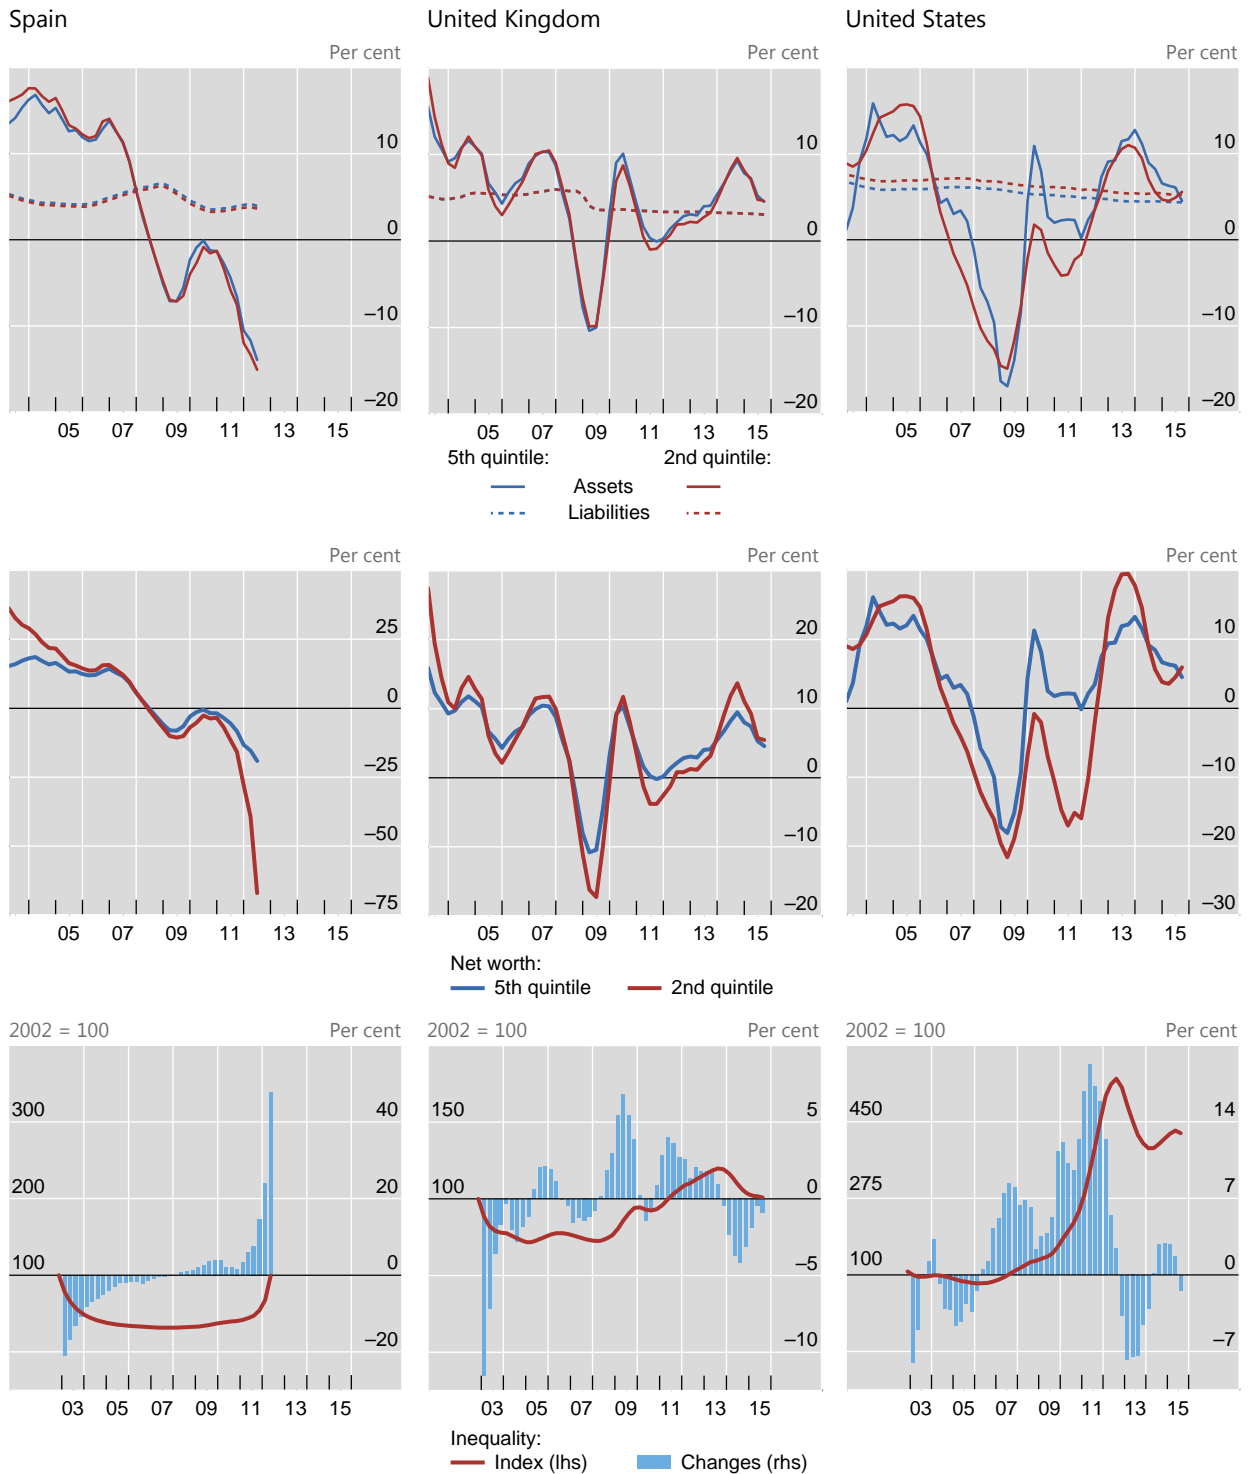 Spain United Kingdom United States
Per cent Per cent Per cent
10 10 10
0 0 0
–10 –10 –10
–20 –20 –20
05 07 09 11 13 15 05 07 09 11 13 15 05 07 09 11 13 15
5th quintile: 2nd quintile:
Assets
Liabilities
Per cent Per cent Per cent
25 20 10
0 10 0
–25 0 –10
–50 –10 –20
–75 –20 –30
05 07 09 11 13 15 05 07 09 11 13 15 05 07 09 11 13 15
Net worth:
5th quintile 2nd quintile
2002 = 100 Per cent 2002 = 100 Per cent 2002 = 100 Per cent
300 40 150 5 450 14
200 20 100 0 275 7
100 0 –5 100 0
–20 –10 –7
03 05 07 09 11 13 15 03 05 07 09 11 13 15 03 05 07 09 11 13 15
Inequality:
Index (lhs) Changes (rhs)